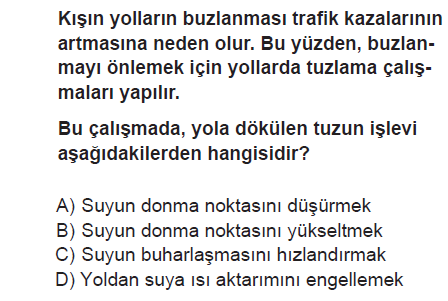 Kışın yolların buzlanması trafik kazalarının
artmasına neden olur. Bu yüzden, buzlan-
mayı önlemek için yollarda tuzlama çalış-
maları yapılır.
Bu çalışmada, yola dökülen tuzun işlevi
aşağıdakilerden hangisidir?
A) Suyun donma noktasını düşürmek
B) Suyun donma noktasını yükseltmek
C) Suyun buharlaşmasını hızlandırmak
D) Yoldan suya ısı aktarımını engellemek